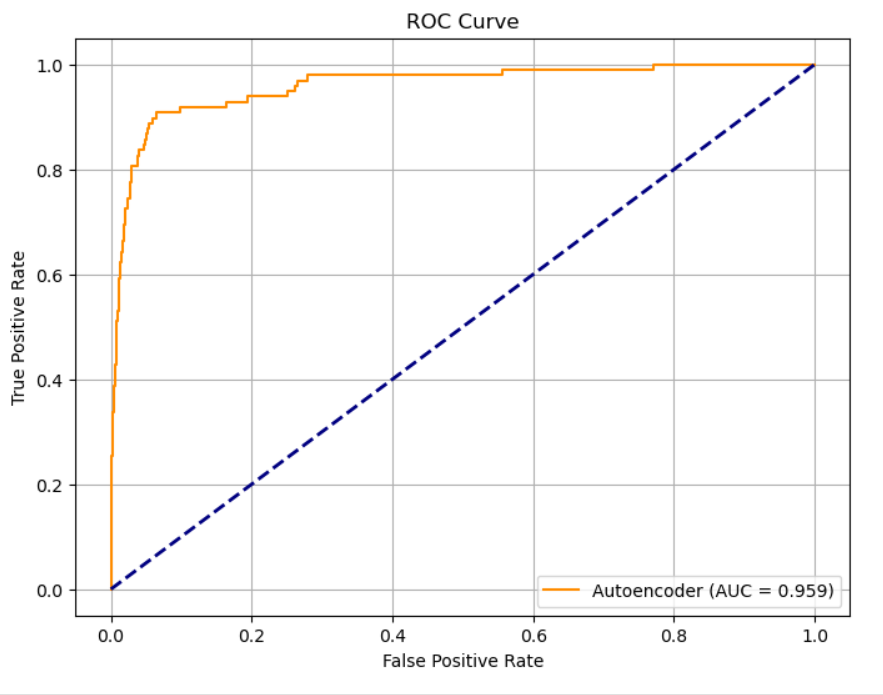 ROC Curve
True Positive Rate
1.0
0.8
0.6
0.4
0.2
0.0
Autoencoder (AUC = 0.959)
0.0 0.2 0.4 0.6 0.8 1.0
False Positive Rate